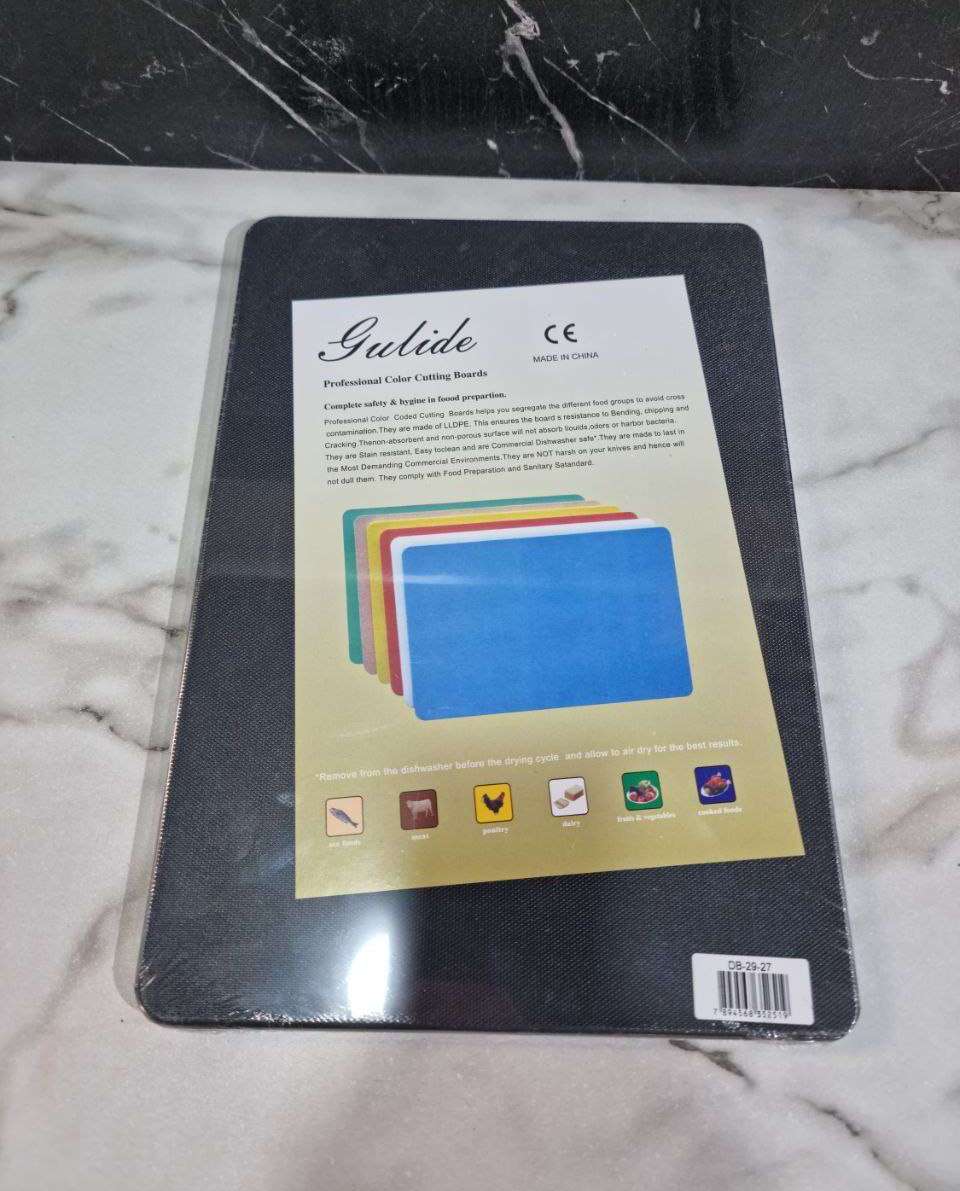 Gulide
CE
MADE IN CHINA
Professional Color Cutting Boards
Complete safety & hygine in foood prepartion.
Professional Color Coded Cutting Boards helps you segregate the different food groups to avoid cross
contamination.They are made of LLDPE. This ensures the board s resistance to Bending, chipping and
Cracking.Thenon-absorbent and non-porous surface will not absorb liouids,odors or harbor bacteria.
They are Stain resistant, Easy toclean and are Commercial Dishwasher safe*.They are made to last in
the Most Demanding Commercial Environments.They are NOT harsh on your knives and hence will
not dull them. They comply with Food Preparation and Sanitary Satandard.
*Remove from the dishwasher before the drying cycle and allow to air dry for the best results.
sea foods
meat
poultry
dairy
fruits & vegetables
cooked foods
DB-29-27
7 894568 352519